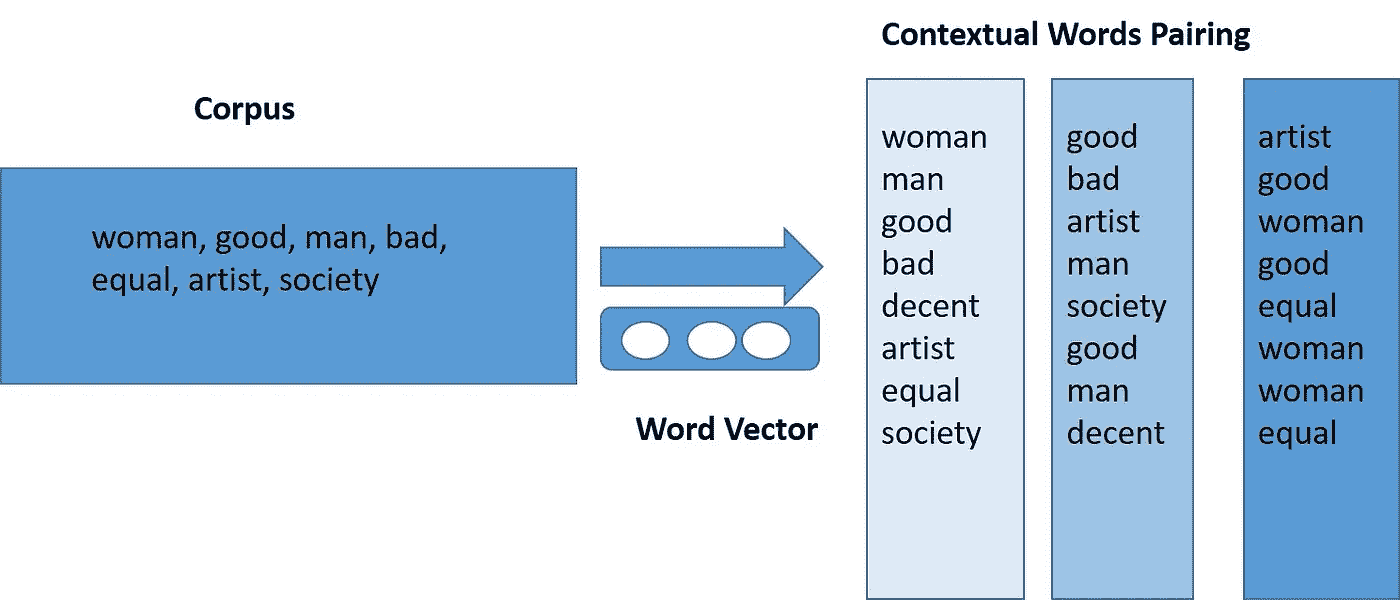 Contextual Words Pairing
Corpus
woman, good, man, bad,
equal, artist, society
Word Vector
woman
man
good
bad
decent
artist
equal
society
good
bad
artist
man
society
good
man
decent
artist
good
woman
good
equal
woman
woman
equal